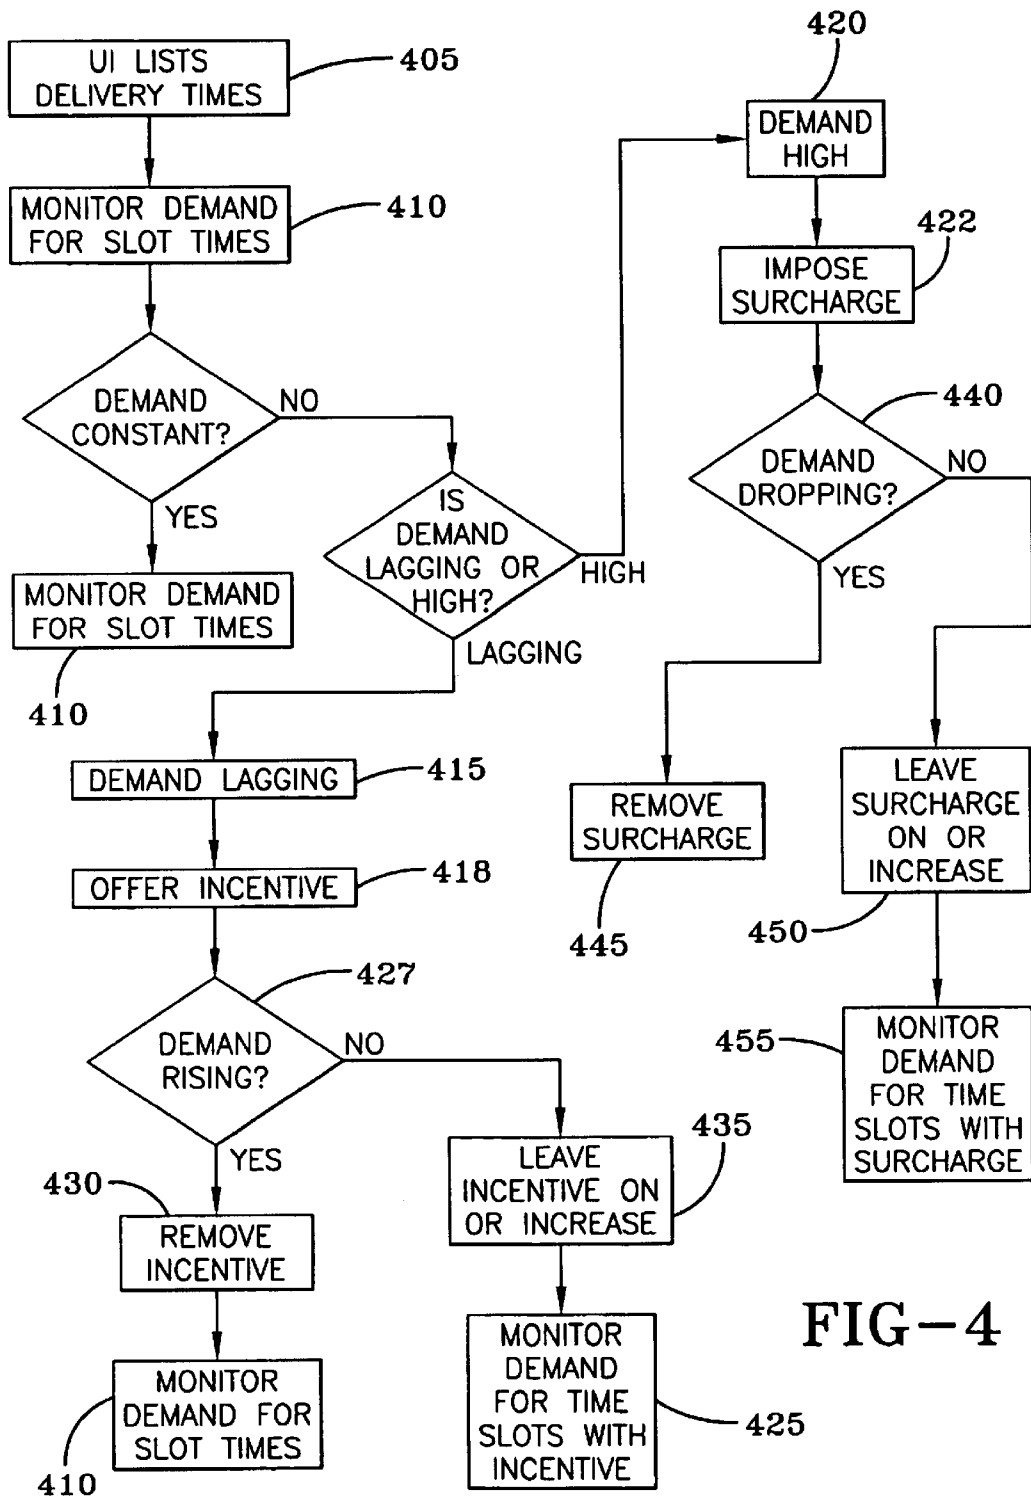 UI LISTS
DELIVERY TIMES
405
MONITOR DEMAND
FOR SLOT TIMES
410
DEMAND
CONSTANT?
NO
YES
MONITOR DEMAND
FOR SLOT TIMES
410
IS
DEMAND
LAGGING OR
HIGH?
HIGH
LAGGING
420
DEMAND
HIGH
422
IMPOSE
SURCHARGE
440
DEMAND
DROPPING?
NO
YES
REMOVE
SURCHARGE
445
LEAVE
SURCHARGE
ON OR
INCREASE
450
455
MONITOR
DEMAND
FOR TIME
SLOTS WITH
SURCHARGE
DEMAND LAGGING
415
OFFER INCENTIVE
418
427
DEMAND
RISING?
NO
YES
430
REMOVE
INCENTIVE
MONITOR
DEMAND FOR
SLOT TIMES
410
435
LEAVE
INCENTIVE ON
OR INCREASE
MONITOR
DEMAND
FOR TIME
SLOTS WITH
INCENTIVE
425
FIG-4